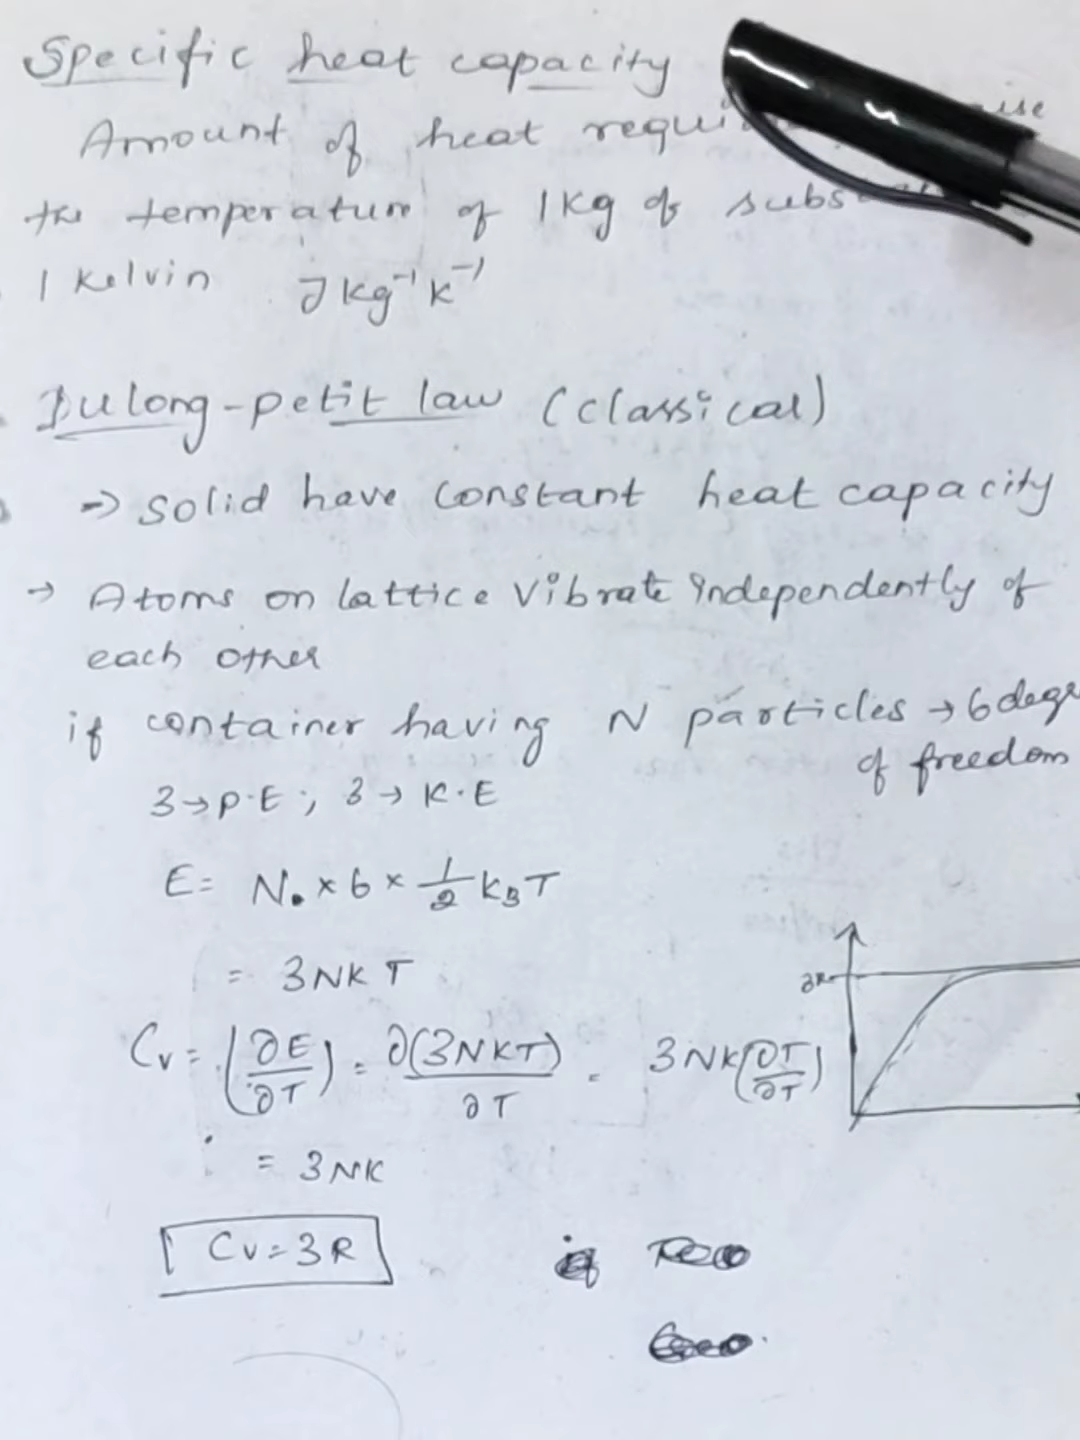 Specific heat capacity
Amount of heat requi
the temperature of 1kg of subs
1 Kelvin J kg⁻¹ K⁻¹
Dulong-petit law (classical)
→ solid have constant heat capacity
→ Atoms on lattice vibrate independently of
each other
if container having N particles → 6 degr
of freedom
3→P.E ; 3→ K.E
E= N. × 6 × 1/2 k_B T
= 3NKT
3R
Cv = (∂E/∂T) = ∂(3NKT)/∂T = 3NK(∂T/∂T)
= 3NK
Cv=3R